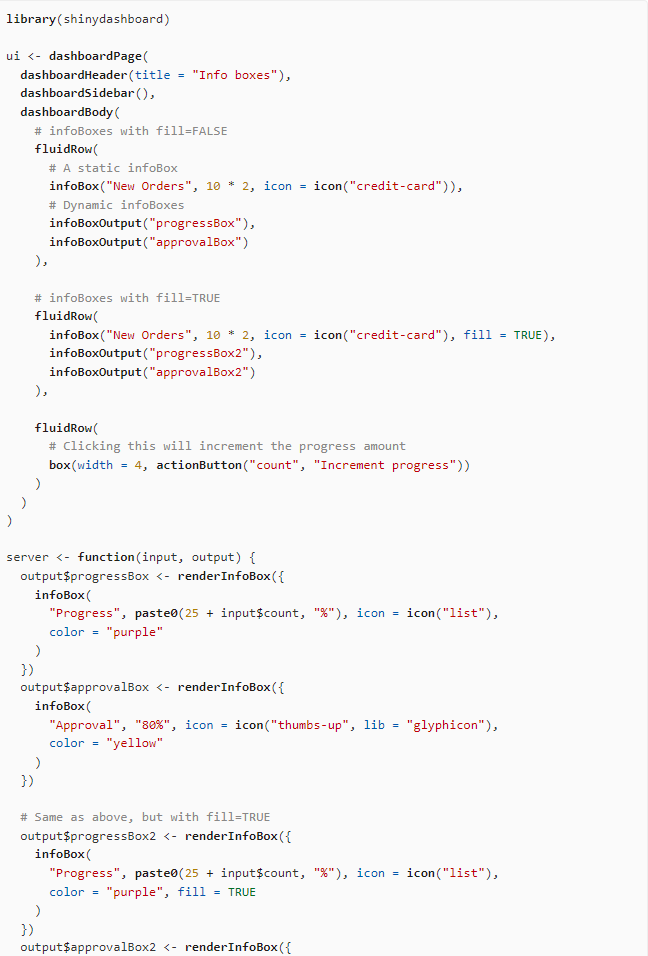 library(shinydashboard)

ui <- dashboardPage(
  dashboardHeader(title = "Info boxes"),
  dashboardSidebar(),
  dashboardBody(
    # infoBoxes with fill=FALSE
    fluidRow(
      # A static infoBox
      infoBox("New Orders", 10 * 2, icon = icon("credit-card")),
      # Dynamic infoBoxes
      infoBoxOutput("progressBox"),
      infoBoxOutput("approvalBox")
    ),

    # infoBoxes with fill=TRUE
    fluidRow(
      infoBox("New Orders", 10 * 2, icon = icon("credit-card"), fill = TRUE),
      infoBoxOutput("progressBox2"),
      infoBoxOutput("approvalBox2")
    ),

    fluidRow(
      # Clicking this will increment the progress amount
      box(width = 4, actionButton("count", "Increment progress"))
    )
  )
)

server <- function(input, output) {
  output$progressBox <- renderInfoBox({
    infoBox(
      "Progress", paste0(25 + input$count, "%"), icon = icon("list"),
      color = "purple"
    )
  })
  output$approvalBox <- renderInfoBox({
    infoBox(
      "Approval", "80%", icon = icon("thumbs-up", lib = "glyphicon"),
      color = "yellow"
    )
  })

  # Same as above, but with fill=TRUE
  output$progressBox2 <- renderInfoBox({
    infoBox(
      "Progress", paste0(25 + input$count, "%"), icon = icon("list"),
      color = "purple", fill = TRUE
    )
  })
  output$approvalBox2 <- renderInfoBox({